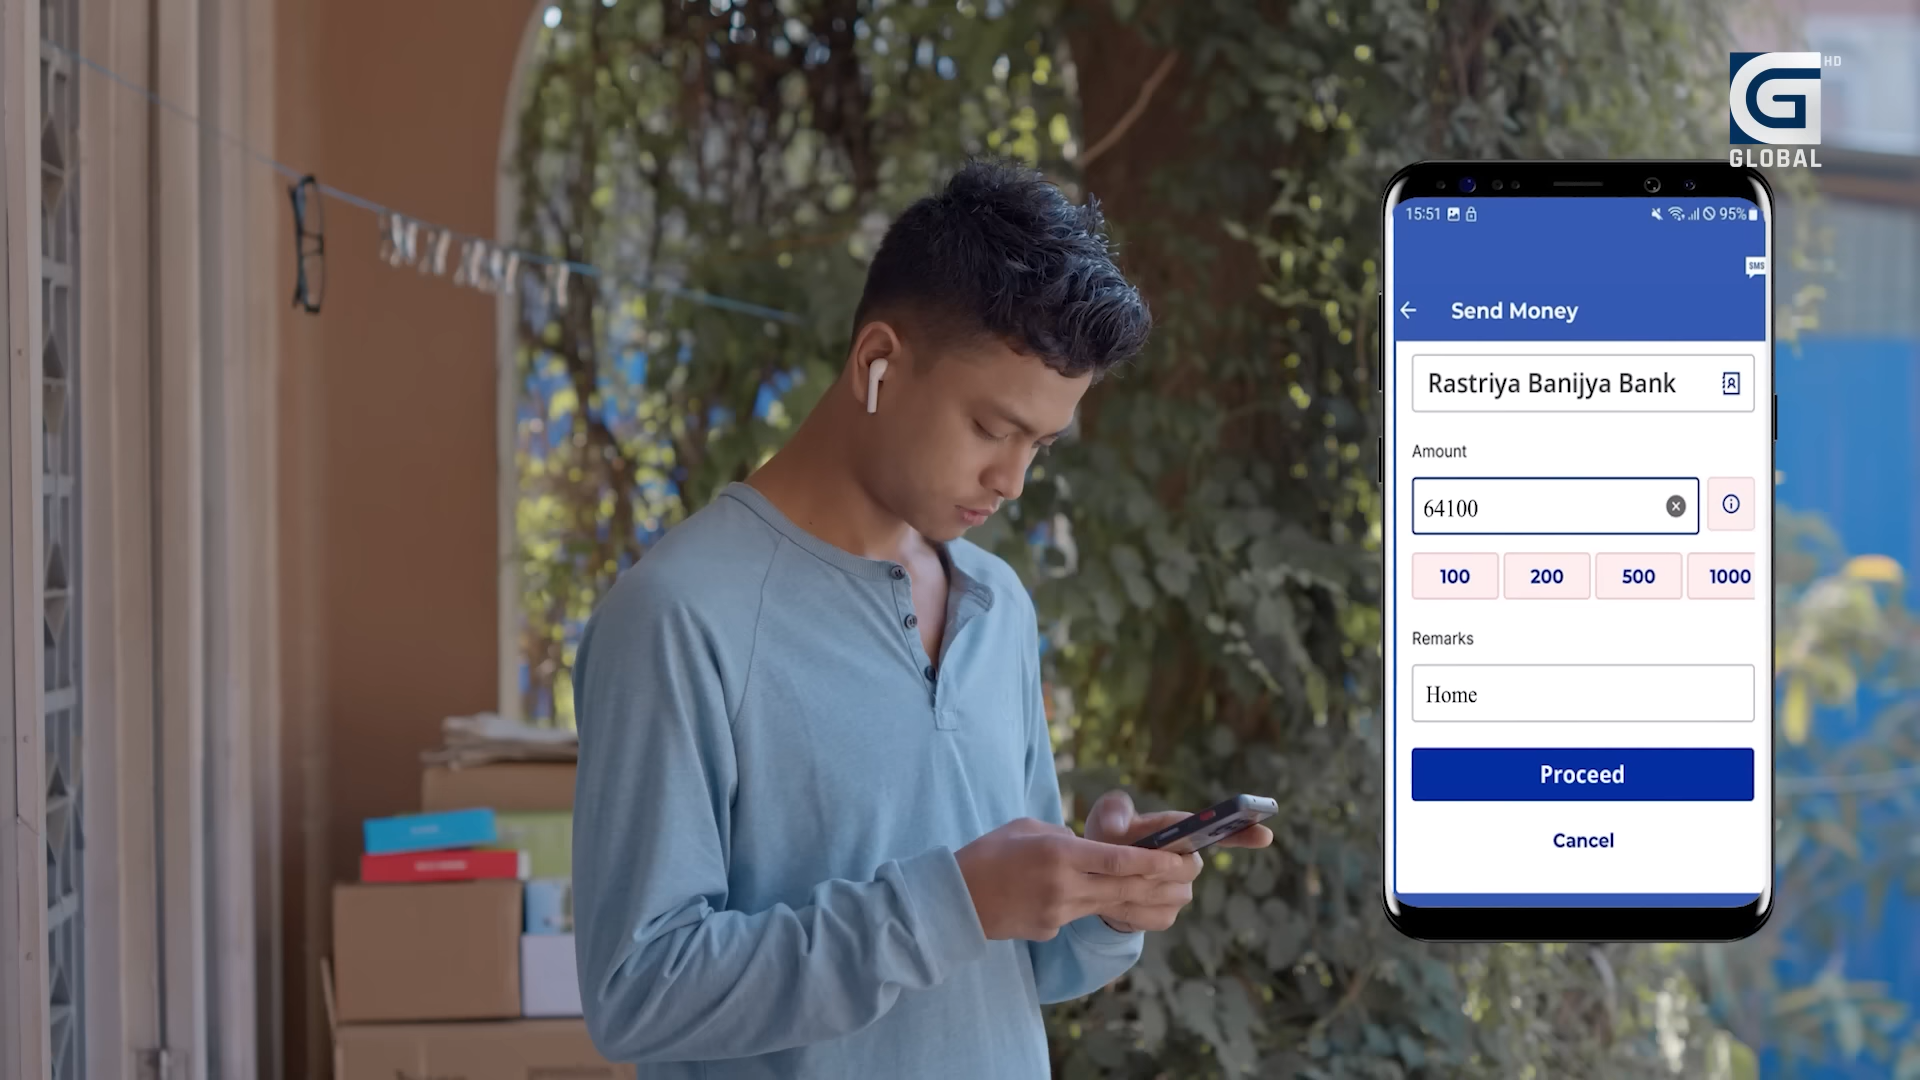 HD
GLOBAL
15:51
95%
SMS
Send Money
Rastriya Banijya Bank
Amount
64100
100 200 500 1000
Remarks
Home
Proceed
Cancel